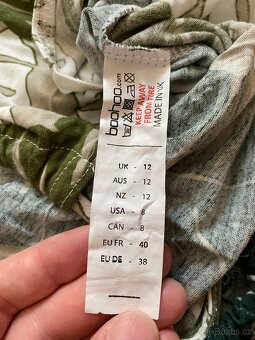 boohoo.com
KEEP AWAY
FROM FIRE
MADE IN UK
UK - 12
AUS - 12
NZ - 12
USA - 8
CAN - 8
EU FR - 40
EU DE - 38